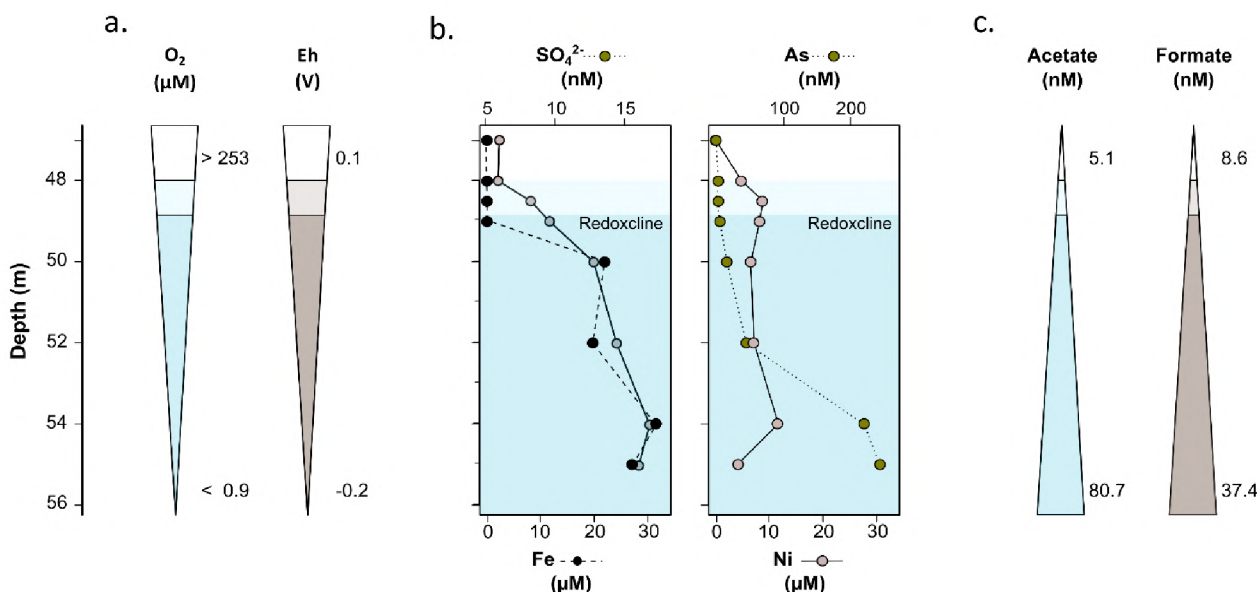 a.
b.
c.
O₂
(µM)
Eh
(V)
SO₄²⁻
(nM)
As
(nM)
Acetate
(nM)
Formate
(nM)
5 10 15
100 200
> 253
0.1
5.1
8.6
48
Redoxcline
Redoxcline
50
Depth (m)
52
54
< 0.9
-0.2
80.7
37.4
56
0 10 20 30
0 10 20 30
Fe
(µM)
Ni
(µM)